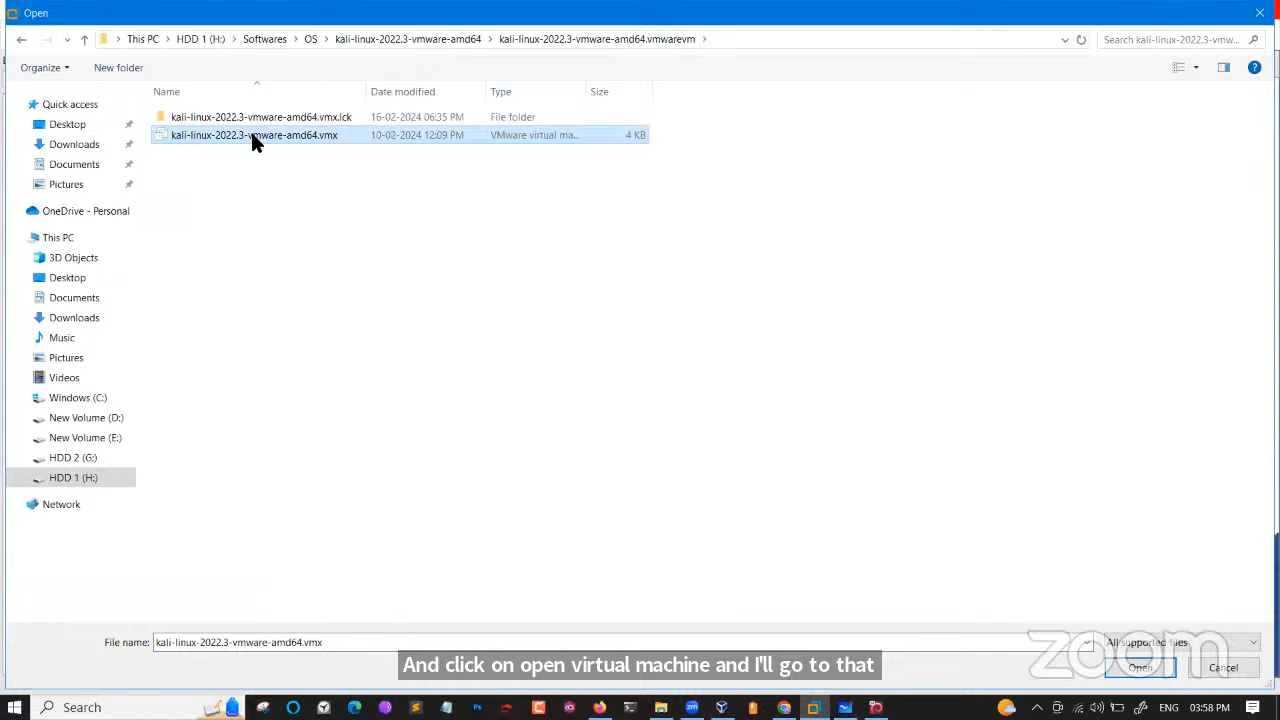 Open
This PC > HDD 1 (H:) > Softwares > OS > kali-linux-2022.3-vmware-amd64 > kali-linux-2022.3-vmware-amd64.vmwarevm >
Search kali-linux-2022.3-vmw...
Organize
New folder
Name
Date modified
Type
Size
kali-linux-2022.3-vmware-amd64.vmx.lck
16-02-2024 06:35 PM
File folder
kali-linux-2022.3-vmware-amd64.vmx
10-02-2024 12:09 PM
VMware virtual ma...
4 KB
Quick access
Desktop
Downloads
Documents
Pictures
OneDrive - Personal
This PC
3D Objects
Desktop
Documents
Downloads
Music
Pictures
Videos
Windows (C:)
New Volume (D:)
New Volume (E:)
HDD 2 (G:)
HDD 1 (H:)
Network
File name:
kali-linux-2022.3-vmware-amd64.vmx
All supported files
zoom
Open
Cancel
And click on open virtual machine and I'll go to that
Search
ENG
03:58 PM